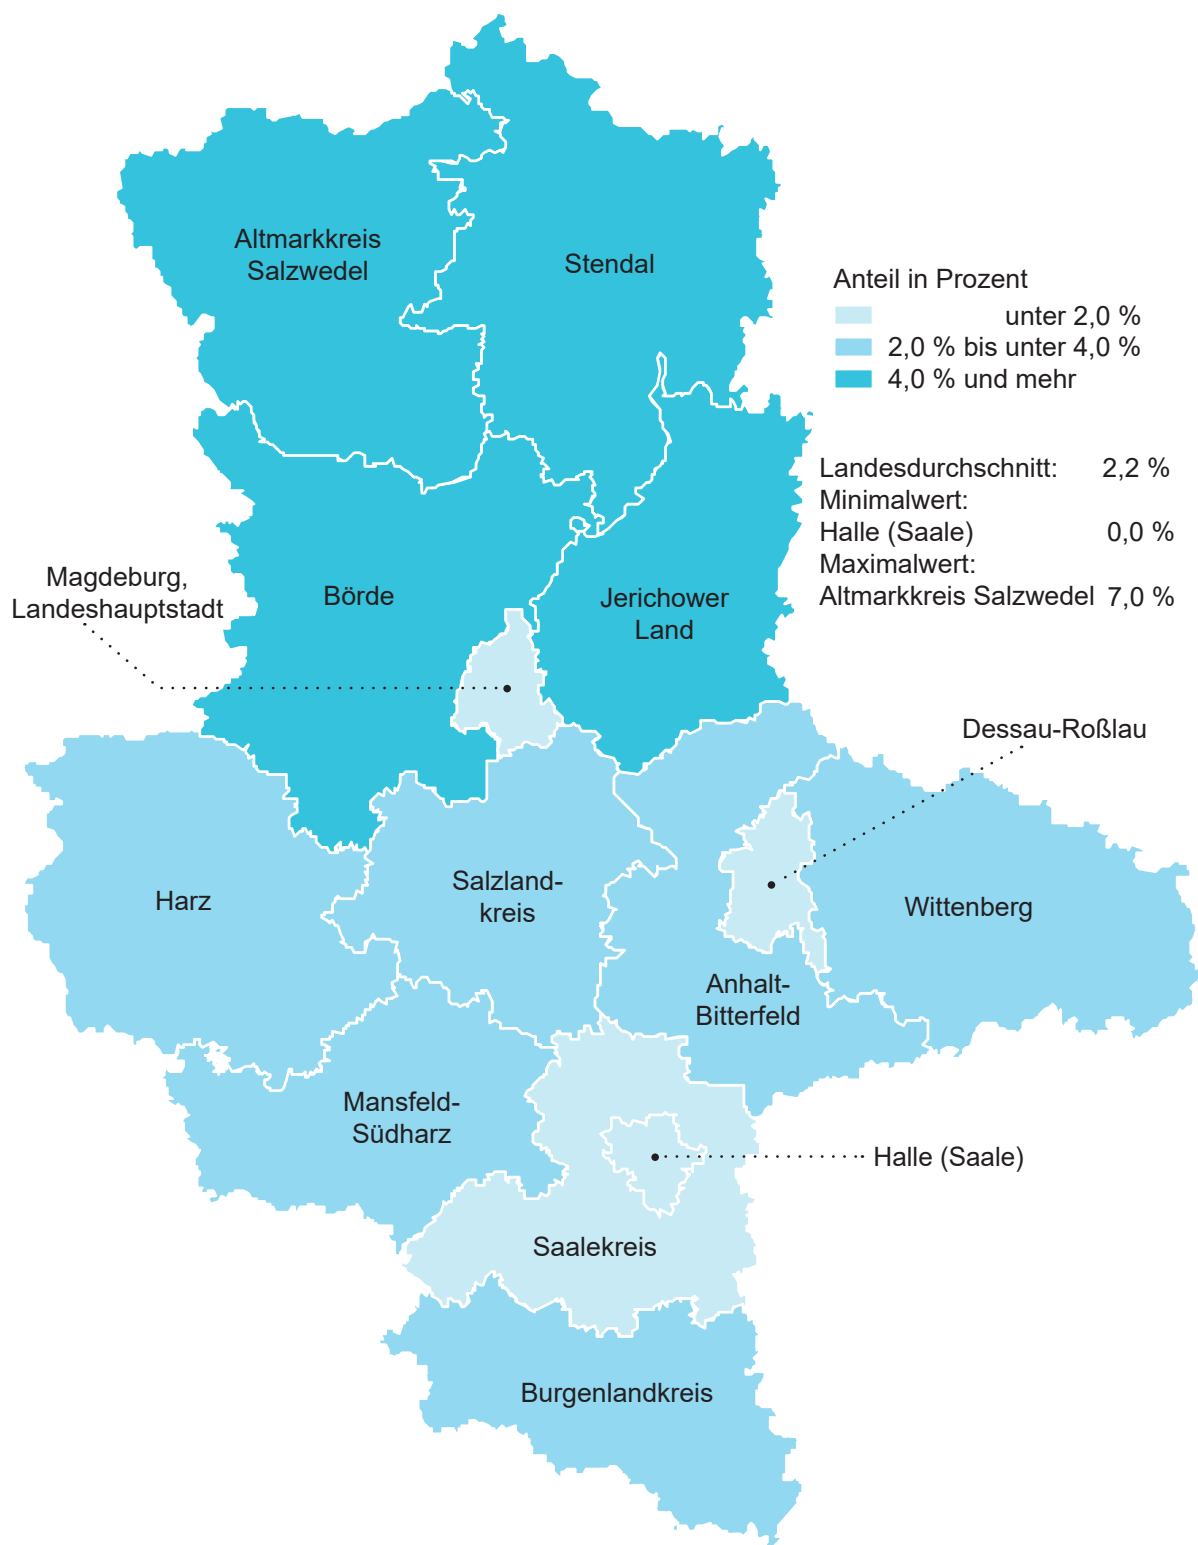 Altmarkkreis
Salzwedel
Stendal
Anteil in Prozent
unter 2,0 %
2,0 % bis unter 4,0 %
4,0 % und mehr
Landesdurchschnitt: 2,2 %
Minimalwert:
Halle (Saale) 0,0 %
Maximalwert:
Altmarkkreis Salzwedel 7,0 %
Magdeburg,
Landeshauptstadt
Börde
Jerichower
Land
Dessau-Roßlau
Harz
Salzland-
kreis
Wittenberg
Anhalt-
Bitterfeld
Mansfeld-
Südharz
Halle (Saale)
Saalekreis
Burgenlandkreis